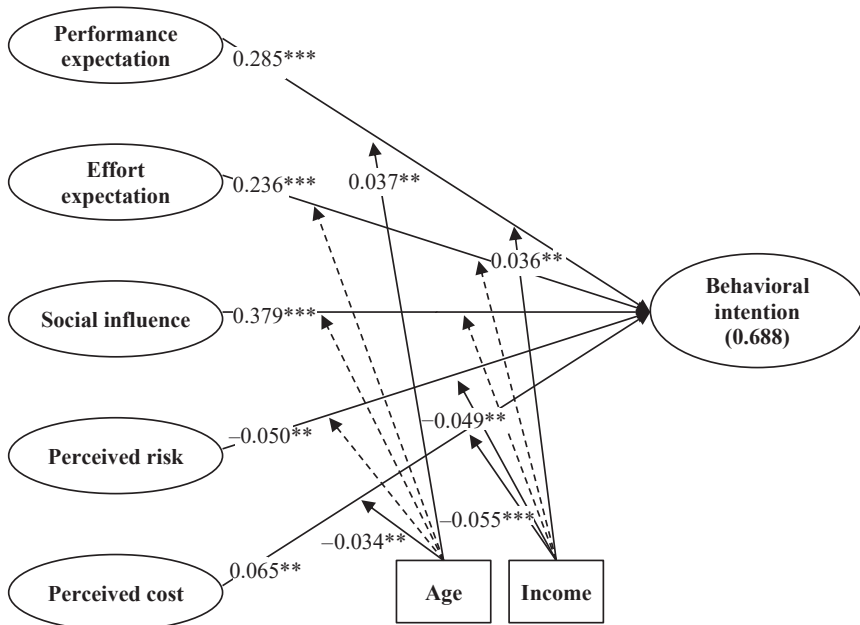 Performance
expectation
0.285***
Effort
expectation
0.236***
0.037**
0.036**
Social influence
0.379***
Behavioral
intention
(0.688)
Perceived risk
–0.050**
–0.049**
Perceived cost
0.065**
–0.034**
–0.055***
Age
Income